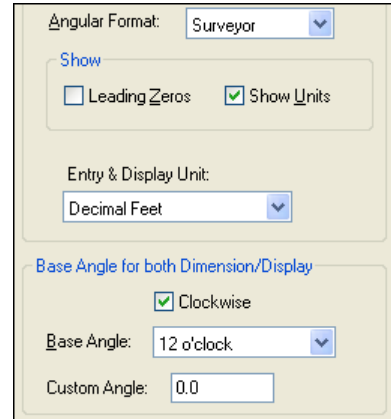 Angular Format: Surveyor
Show
Leading Zeros Show Units
Entry & Display Unit:
Decimal Feet
Base Angle for both Dimension/Display
Clockwise
Base Angle: 12 o'clock
Custom Angle: 0.0